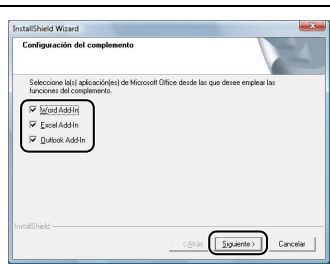 InstallShield Wizard
Configuración del complemento
Seleccione la(s) aplicación(es) de Microsoft Office desde las que desee emplear las
funciones del complemento.
Word Add-In
Excel Add-In
Outlook Add-In
InstallShield
< Atrás
Siguiente >
Cancelar